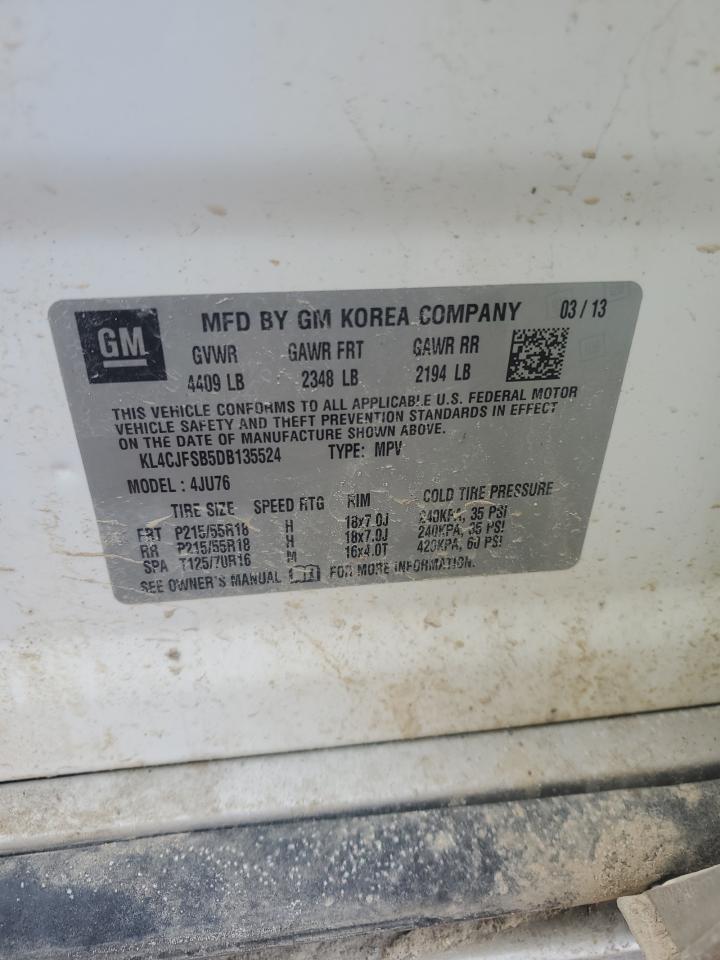 GM
MFD BY GM KOREA COMPANY 03 / 13
GVWR GAWR FRT GAWR RR
4409 LB 2348 LB 2194 LB
THIS VEHICLE CONFORMS TO ALL APPLICABLE U.S. FEDERAL MOTOR
VEHICLE SAFETY AND THEFT PREVENTION STANDARDS IN EFFECT
ON THE DATE OF MANUFACTURE SHOWN ABOVE.
KL4CJFSB5DB135524 TYPE: MPV
MODEL : 4JU76
TIRE SIZE SPEED RTG RIM COLD TIRE PRESSURE
FRT P215/55R18 H 18x7.0J 240KPA, 35 PSI
RR P215/55R18 H 18x7.0J 240KPA, 35 PSI
SPA T125/70R16 M 16x4.0T 420KPA, 60 PSI
SEE OWNER'S MANUAL FOR MORE INFORMATION.